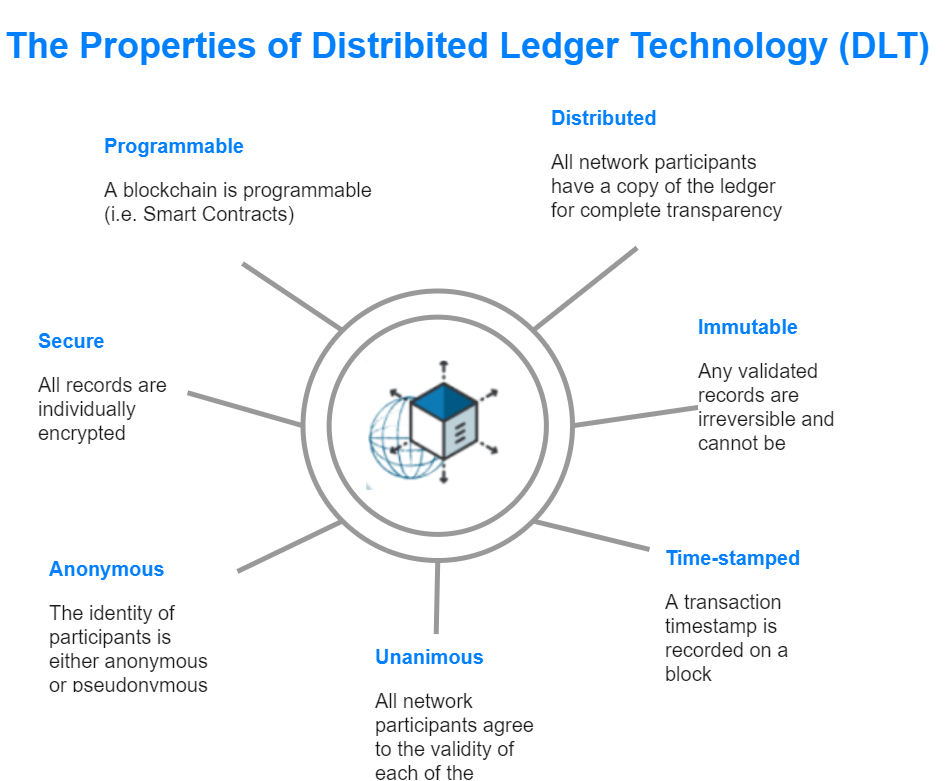 The Properties of Distribited Ledger Technology (DLT)
Programmable
A blockchain is programmable
(i.e. Smart Contracts)
Distributed
All network participants
have a copy of the ledger
for complete transparency
Secure
All records are
individually
encrypted
Immutable
Any validated
records are
irreversible and
cannot be
Anonymous
The identity of
participants is
either anonymous
or pseudonymous
Time-stamped
A transaction
timestamp is
recorded on a
block
Unanimous
All network
participants agree
to the validity of
each of the